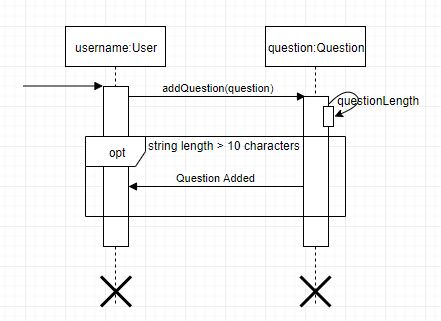 username:User
question:Question
addQuestion(question)
questionLength
opt
string length > 10 characters
Question Added